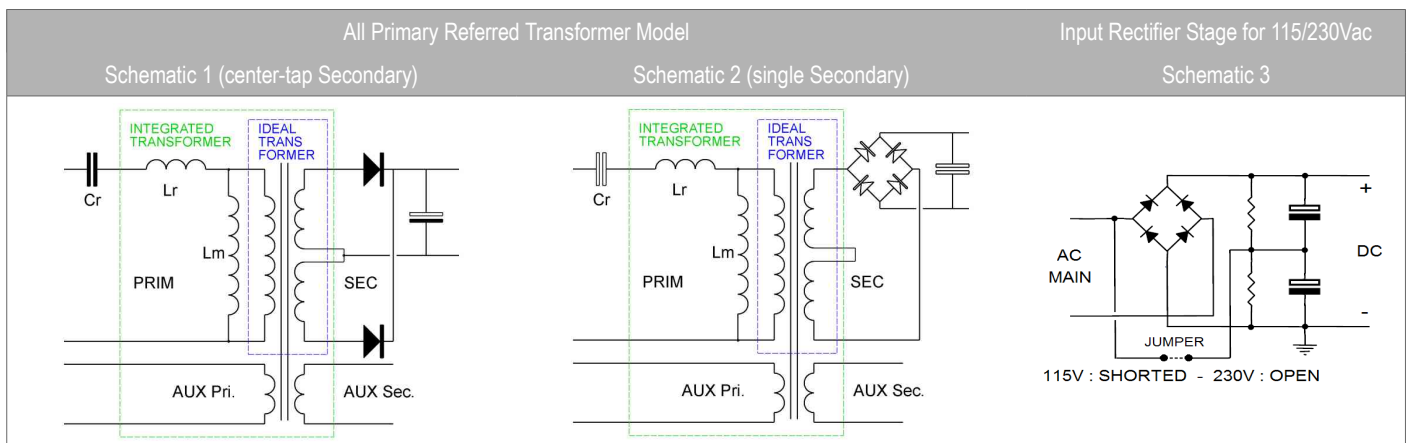 All Primary Referred Transformer Model
Input Rectifier Stage for 115/230Vac
Schematic 1 (center-tap Secondary)
Schematic 2 (single Secondary)
Schematic 3
INTEGRATED
TRANSFORMER
IDEAL
TRANS
FORMER
Cr
Lr
Lm
PRIM
SEC
AUX Pri.
AUX Sec.
INTEGRATED
TRANSFORMER
IDEAL
TRANS
FORMER
Cr
Lr
Lm
PRIM
SEC
AUX Pri.
AUX Sec.
+
AC
MAIN
DC
-
JUMPER
115V : SHORTED - 230V : OPEN